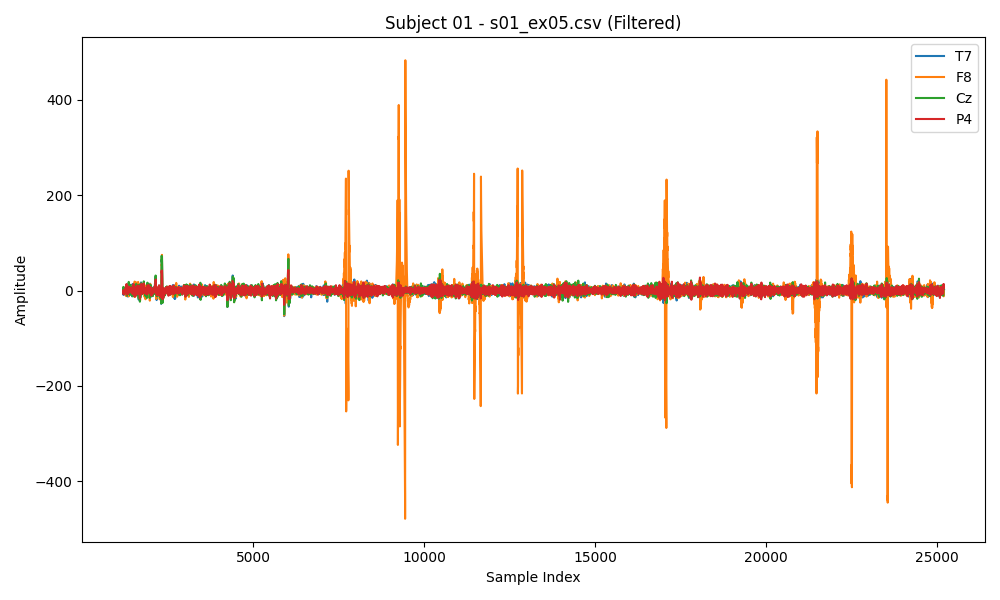 Subject 01 - s01_ex05.csv (Filtered)
T7
F8
Cz
P4
Amplitude
400
200
0
−200
−400
5000
10000
15000
20000
25000
Sample Index